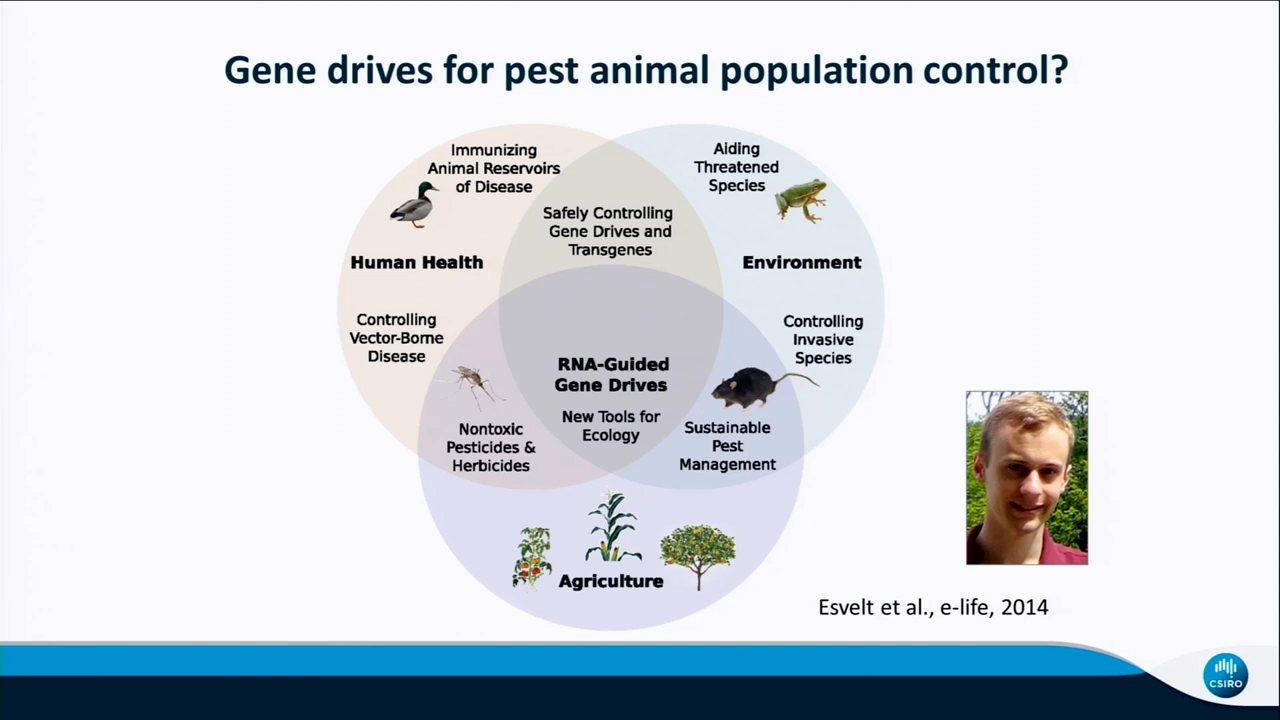 Gene drives for pest animal population control?
Immunizing
Animal Reservoirs
of Disease
Aiding
Threatened
Species
Safely Controlling
Gene Drives and
Transgenes
Human Health
Environment
Controlling
Vector-Borne
Disease
Controlling
Invasive
Species
RNA-Guided
Gene Drives
New Tools for
Ecology
Nontoxic
Pesticides &
Herbicides
Sustainable
Pest
Management
Agriculture
Esvelt et al., e-life, 2014
CSIRO